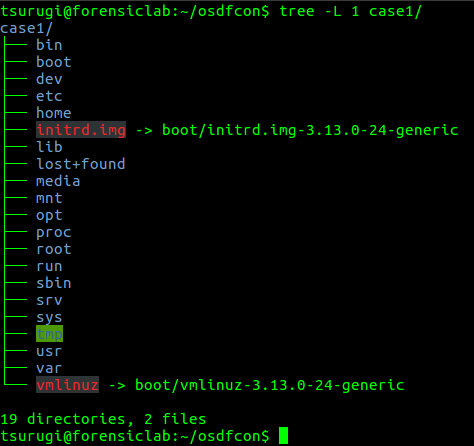 tsurugi@forensiclab:~/osdfcon$ tree -L 1 case1/
case1/
├── bin
├── boot
├── dev
├── etc
├── home
├── initrd.img -> boot/initrd.img-3.13.0-24-generic
├── lib
├── lost+found
├── media
├── mnt
├── opt
├── proc
├── root
├── run
├── sbin
├── srv
├── sys
├── tmp
├── usr
├── var
└── vmlinuz -> boot/vmlinuz-3.13.0-24-generic
19 directories, 2 files
tsurugi@forensiclab:~/osdfcon$